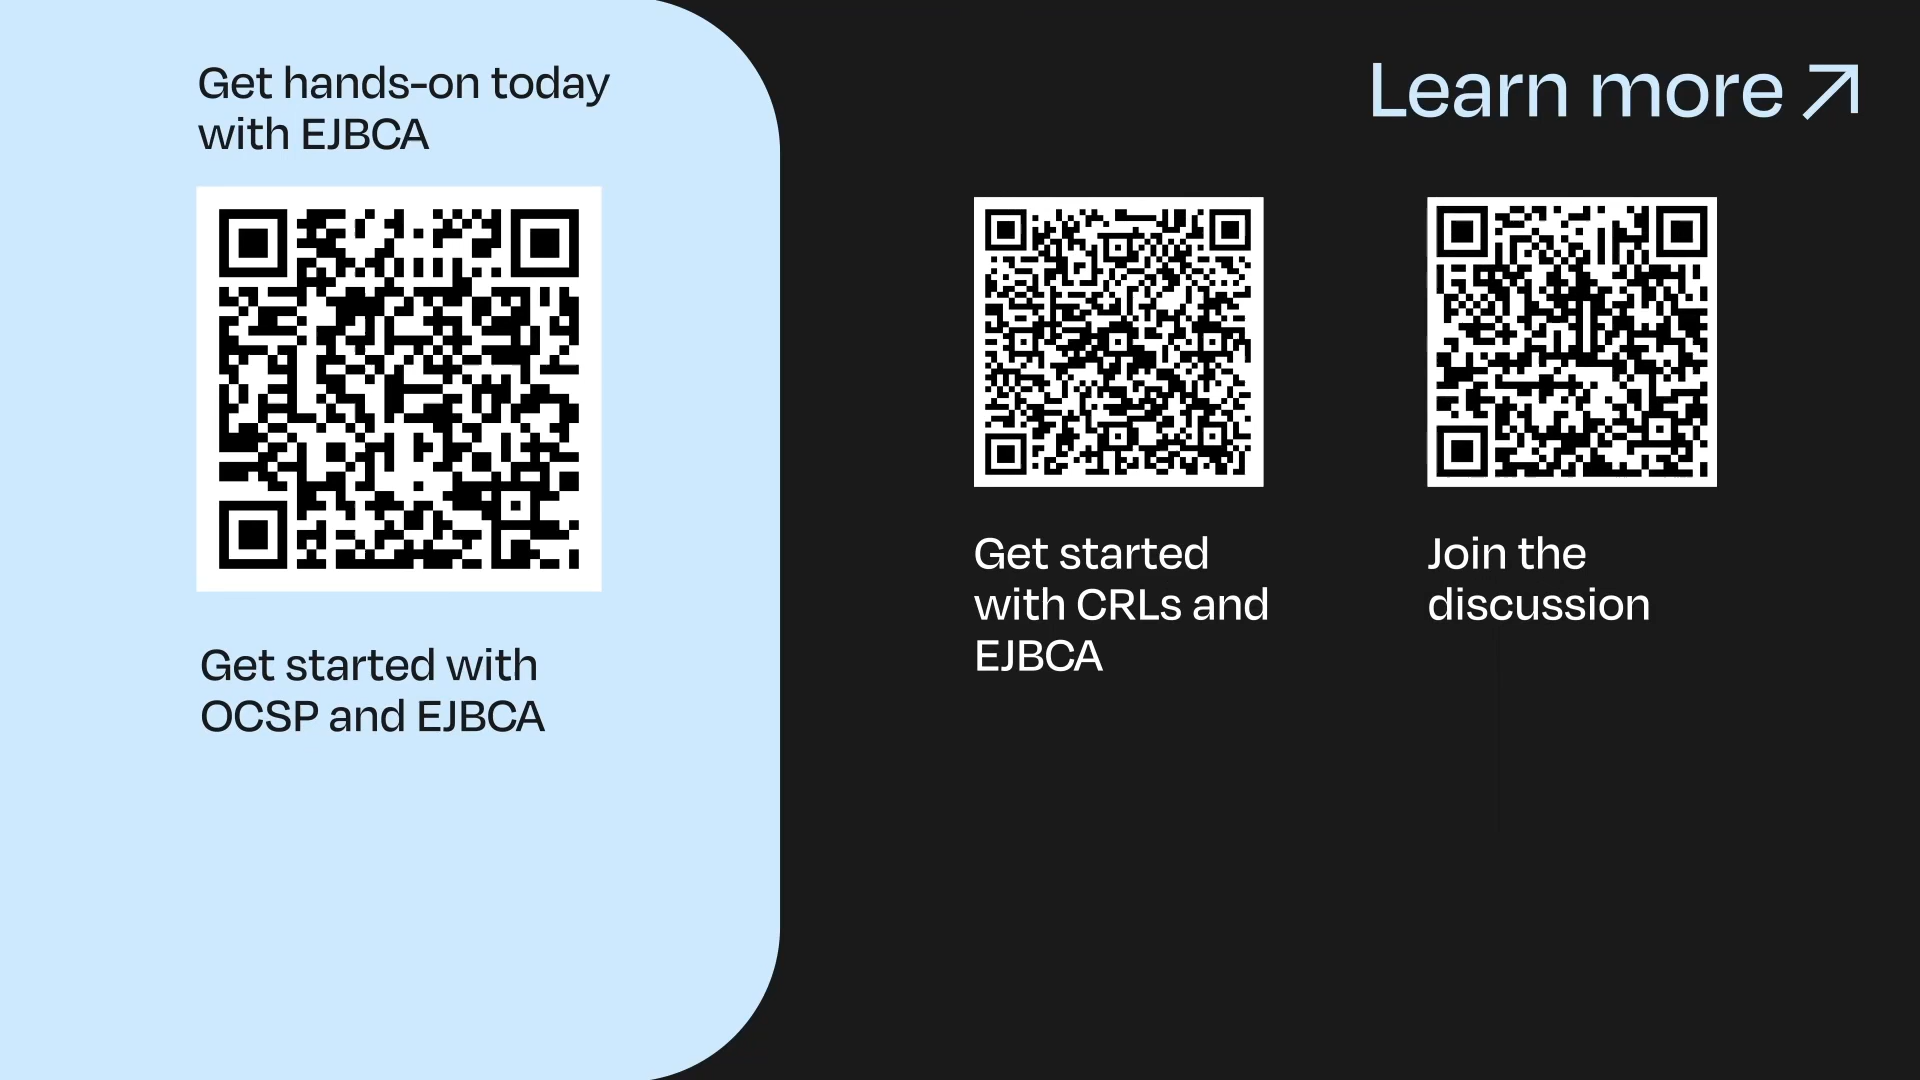 Get hands-on today
with EJBCA
Get started with
OCSP and EJBCA
Learn more
Get started
with CRLs and
EJBCA
Join the
discussion